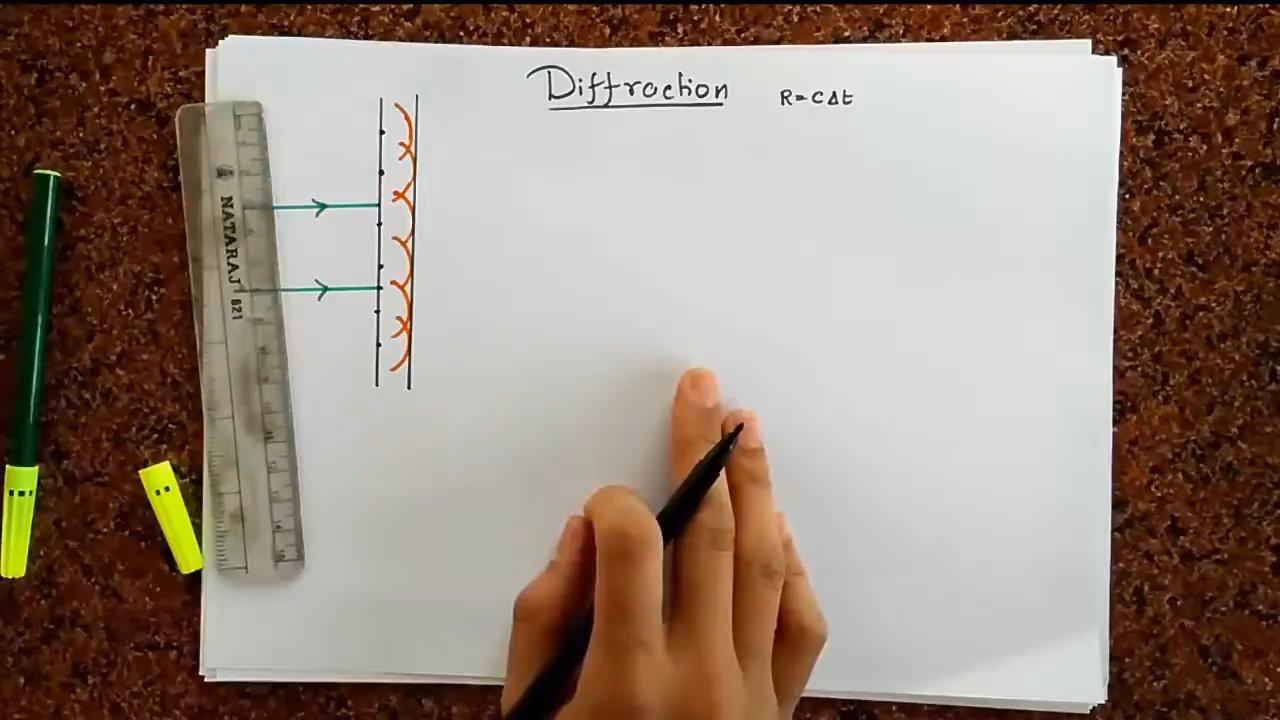 Diffraction
R = CΔt
NATARAJ 621